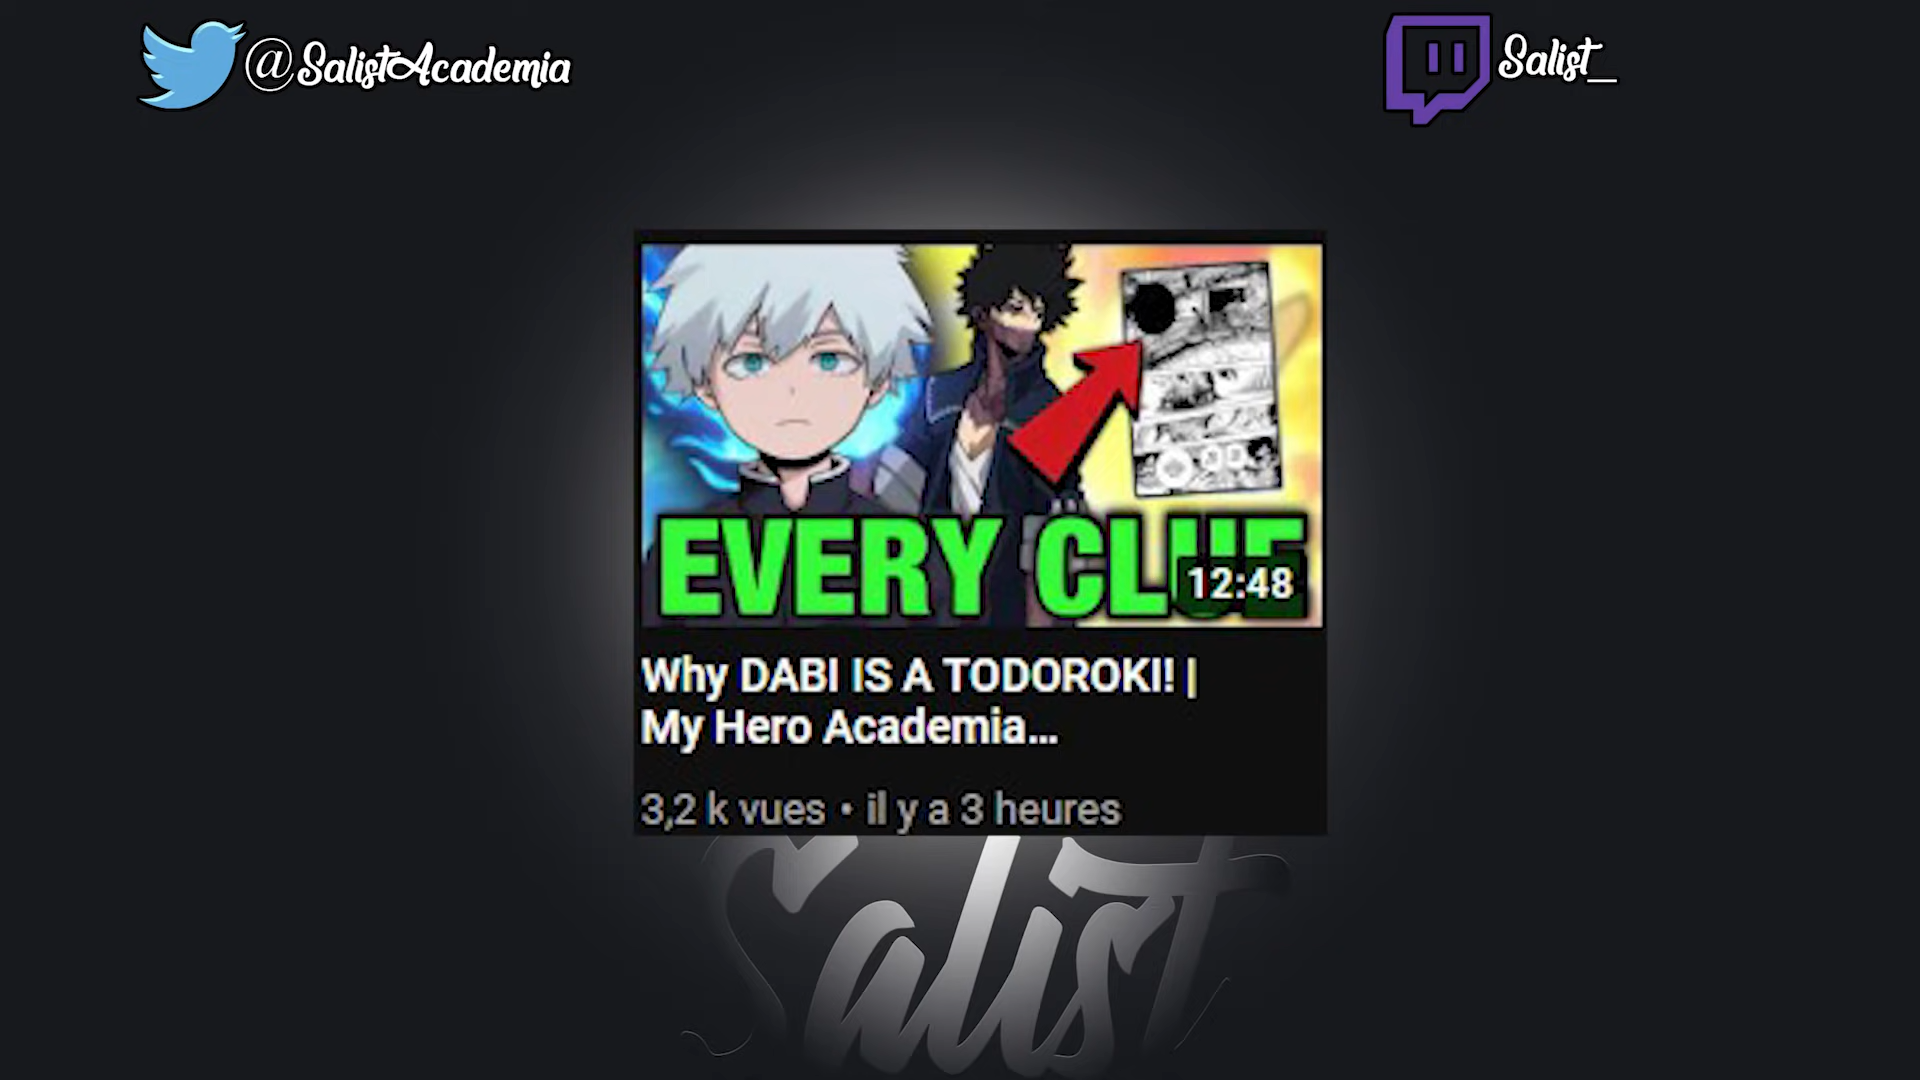 @SalistAcademia
Salist_
EVERY CLUE
12:48
Why DABI IS A TODOROKI! |
My Hero Academia...
3,2 k vues • il y a 3 heures
Salist